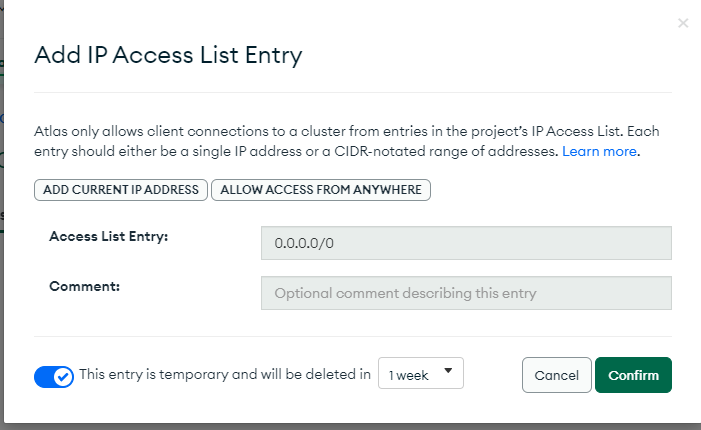 Add IP Access List Entry
Atlas only allows client connections to a cluster from entries in the project's IP Access List. Each
entry should either be a single IP address or a CIDR-notated range of addresses. Learn more.
ADD CURRENT IP ADDRESS ALLOW ACCESS FROM ANYWHERE
Access List Entry: 0.0.0.0/0
Comment: Optional comment describing this entry
This entry is temporary and will be deleted in 1 week Cancel Confirm